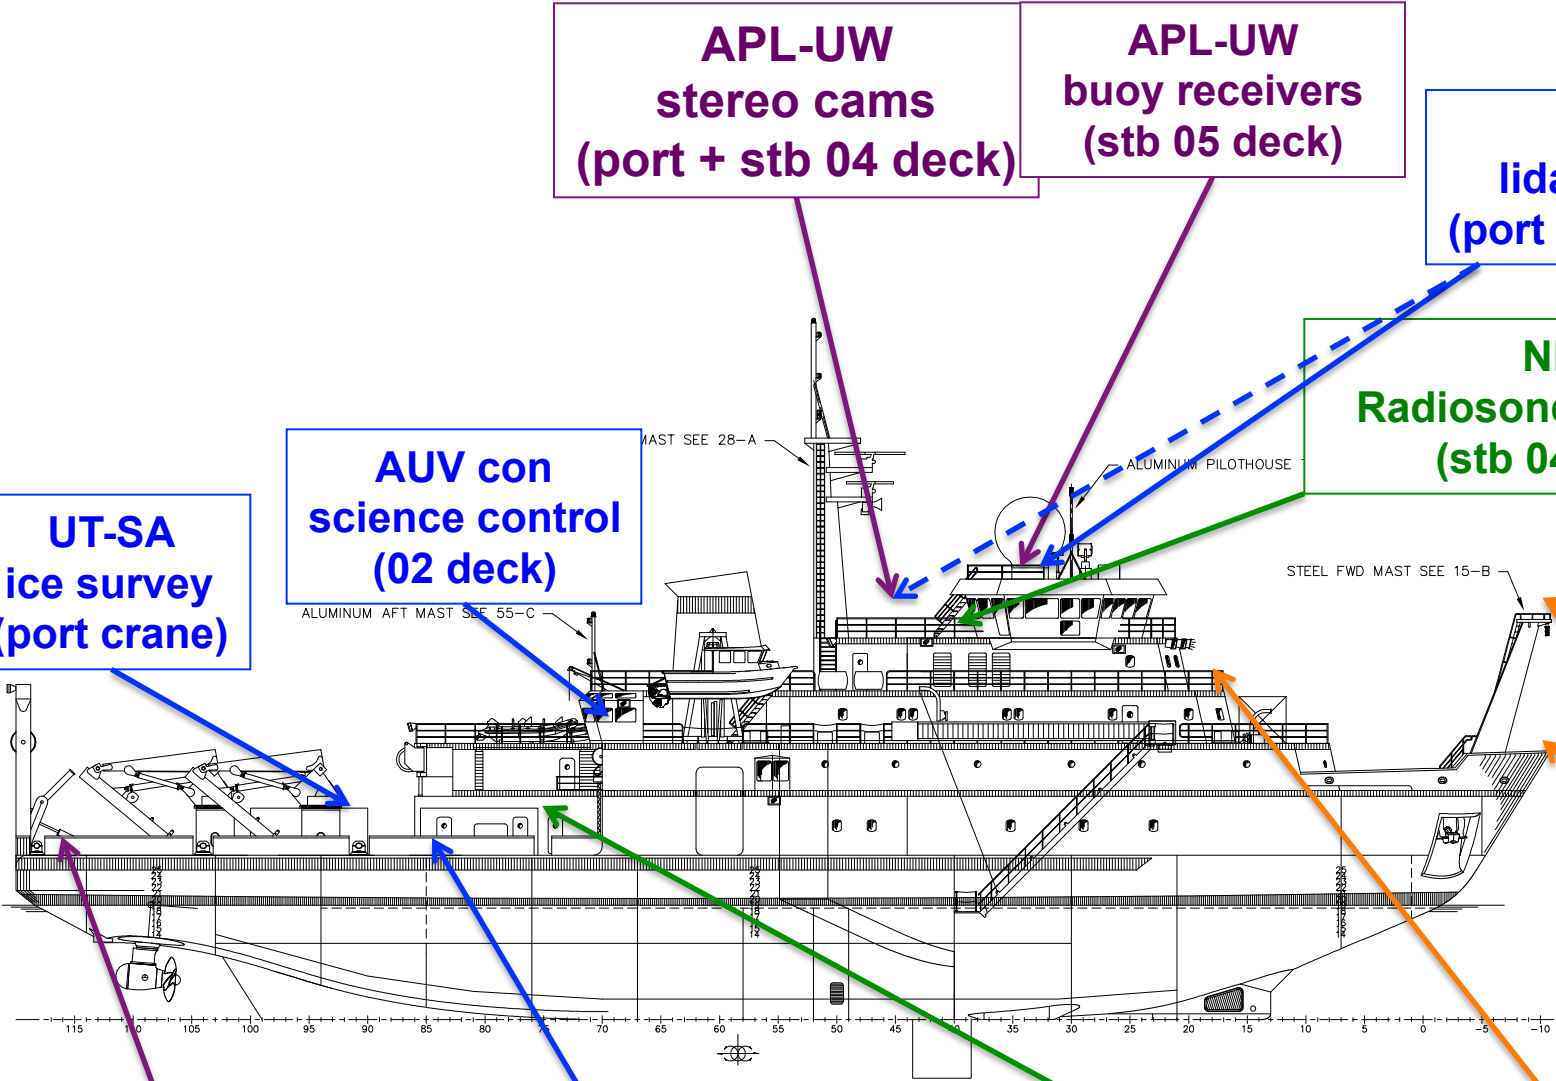 APL-UW
stereo cams
(port + stb 04 deck)
APL-UW
buoy receivers
(stb 05 deck)
(port
(stb 04
MAST SEE 28-A
ALUMINUM PILOTHOUSE
AUV con
science control
(02 deck)
UT-SA
ice survey
(port crane)
ALUMINUM AFT MAST SEE 55-C
STEEL FWD MAST SEE 15-B
115 110 100 95 90 85 80 75 70 65 60 55 50 45 40 35 30 25 20 15 10 5 0 -5 -10